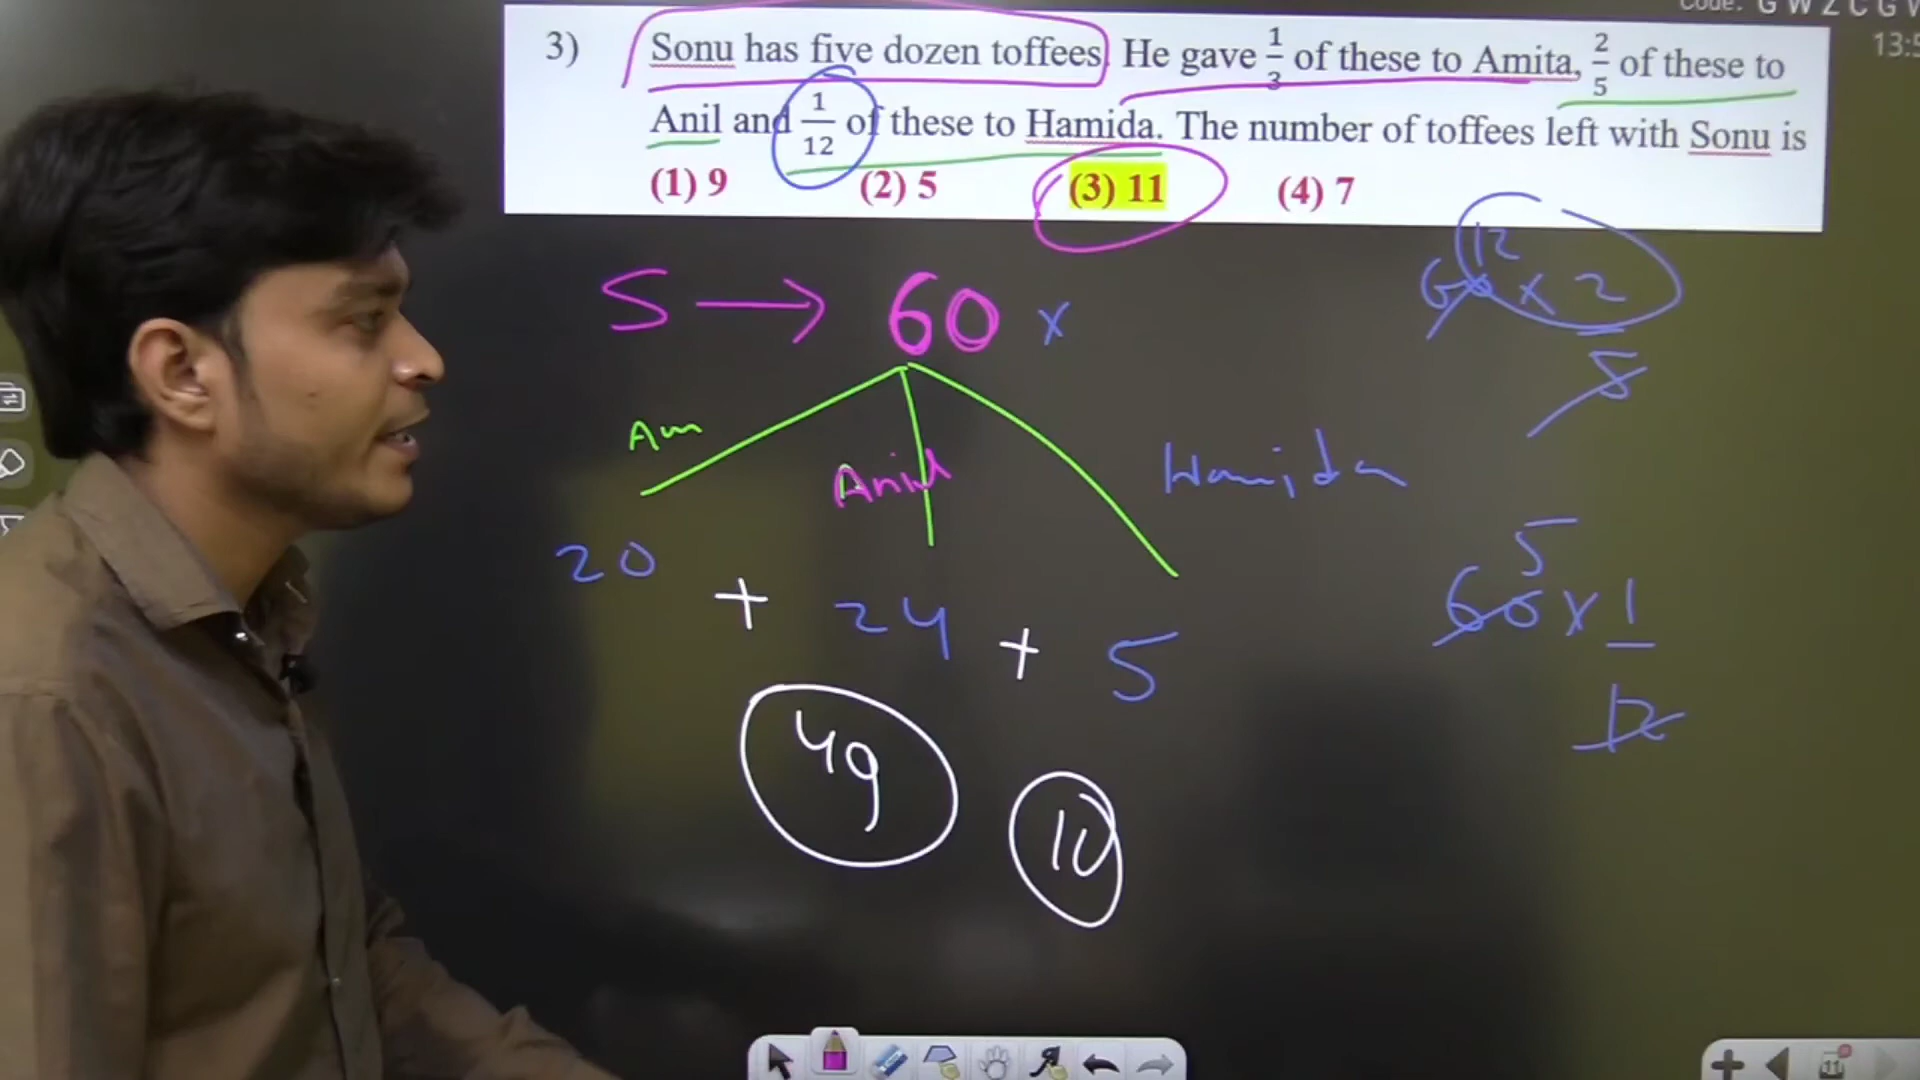 Code: G W Z C G V
13:5
3) Sonu has five dozen toffees. He gave 1/3 of these to Amita, 2/5 of these to
Anil and 1/12 of these to Hamida. The number of toffees left with Sonu is
(1) 9 (2) 5 (3) 11 (4) 7
S → 60 x
12
60 x 2
5
Am
Anil
Hamida
20 + 24 + 5
5
60 x 1
12
49
11